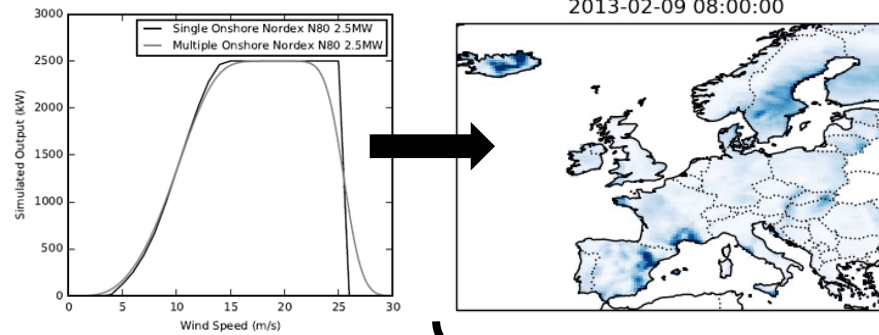 2013-02-09 08:00:00
3000
2500
2000
1500
1000
500
0
Simulated Output (kW)
Single Onshore Nordex N80 2.5MW
Multiple Onshore Nordex N80 2.5MW
0 5 10 15 20 25 30
Wind Speed (m/s)